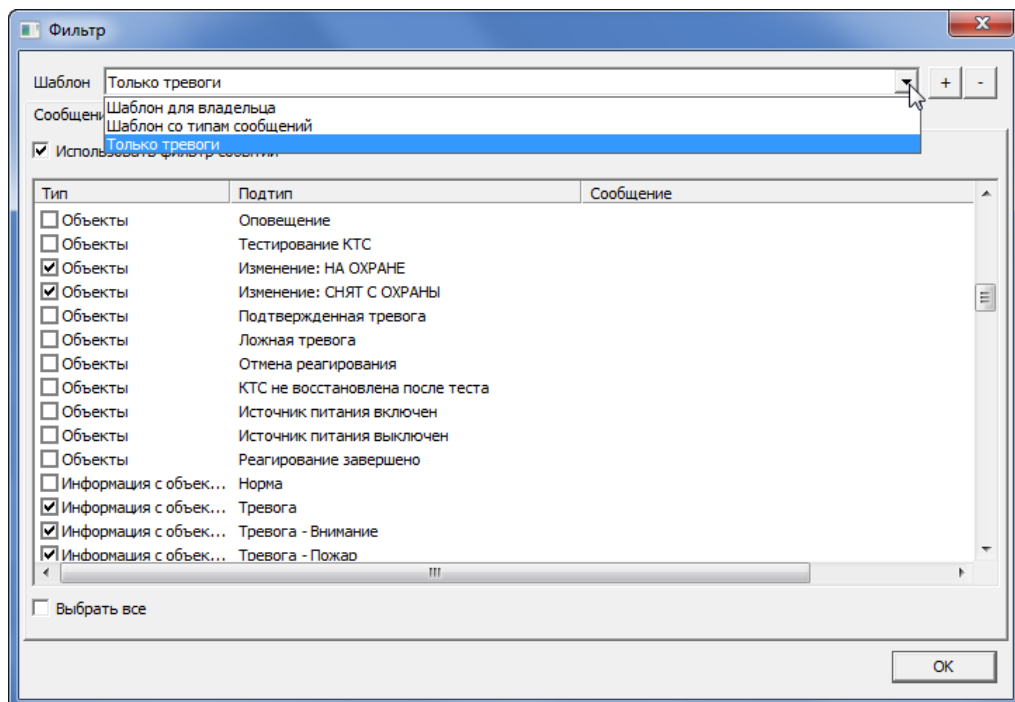 Фильтр
Шаблон Только тревоги + -
Шаблон для владельца
Сообщени
Шаблон со типам сообщений
Только тревоги
Использовать фильтр событий
Тип Подтип Сообщение
Объекты Оповещение
Объекты Тестирование КТС
Объекты Изменение: НА ОХРАНЕ
Объекты Изменение: СНЯТ С ОХРАНЫ
Объекты Подтвержденная тревога
Объекты Ложная тревога
Объекты Отмена реагирования
Объекты КТС не восстановлена после теста
Объекты Источник питания включен
Объекты Источник питания выключен
Объекты Реагирование завершено
Информация с объек... Норма
Информация с объек... Тревога
Информация с объек... Тревога - Внимание
Информация с объек... Тревога - Пожар
Выбрать все
OK